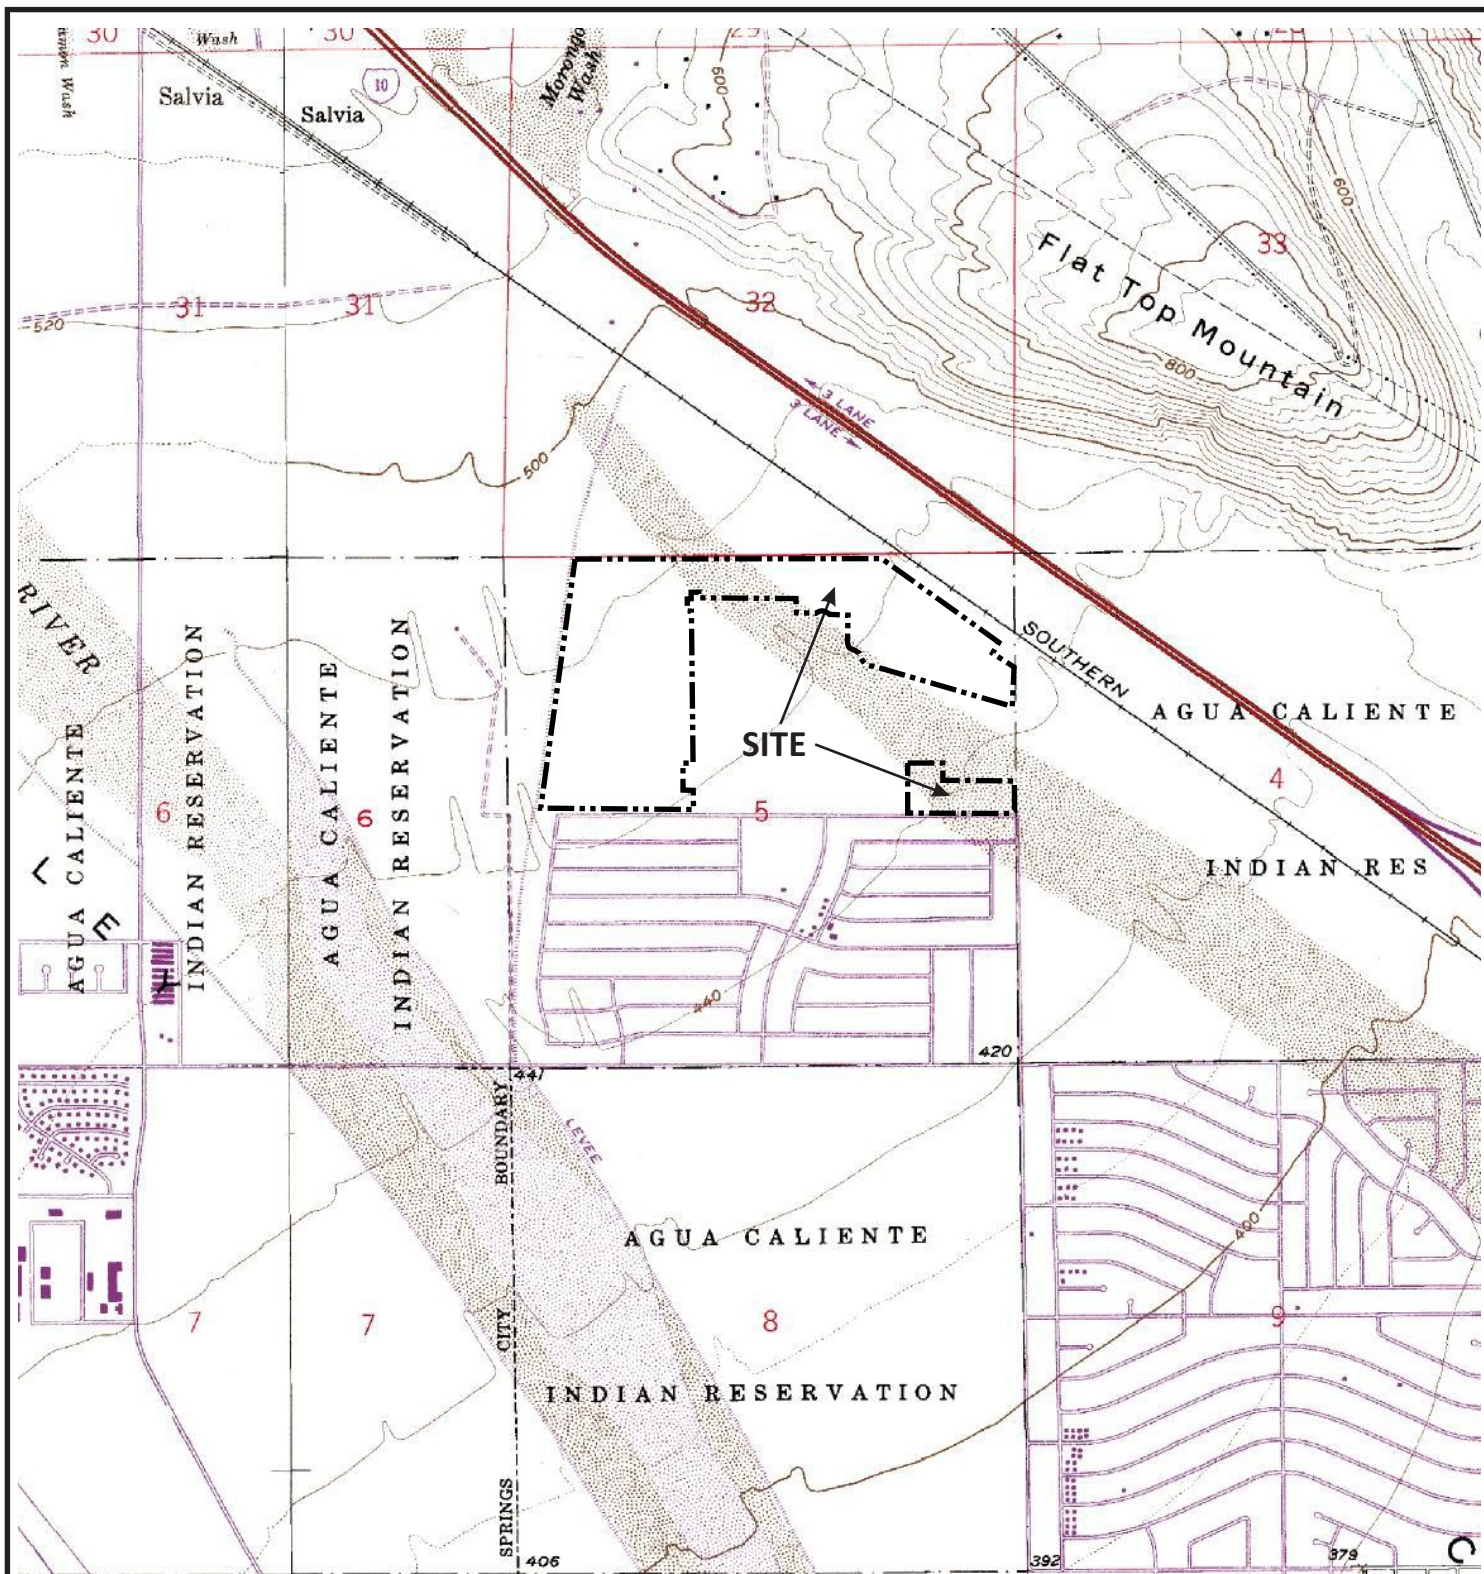 30
Wash
30
29
28
Wash
10
Morongo
Wash
Salvia
Salvia
600
600
33
Flat Top Mountain
31
31
32
520
800
3 LANE
3 LANE
500
RIVER
SOUTHERN
AGUA CALIENTE
INDIAN RESERVATION
AGUA CALIENTE
INDIAN RESERVATION
SITE
AGUA CALIENTE
4
6
6
5
INDIAN RES
L
E
Y
440
420
441
BOUNDARY
LEVEE
AGUA CALIENTE
400
7
7
CITY
8
9
INDIAN RESERVATION
SPRINGS
406
392
379
C